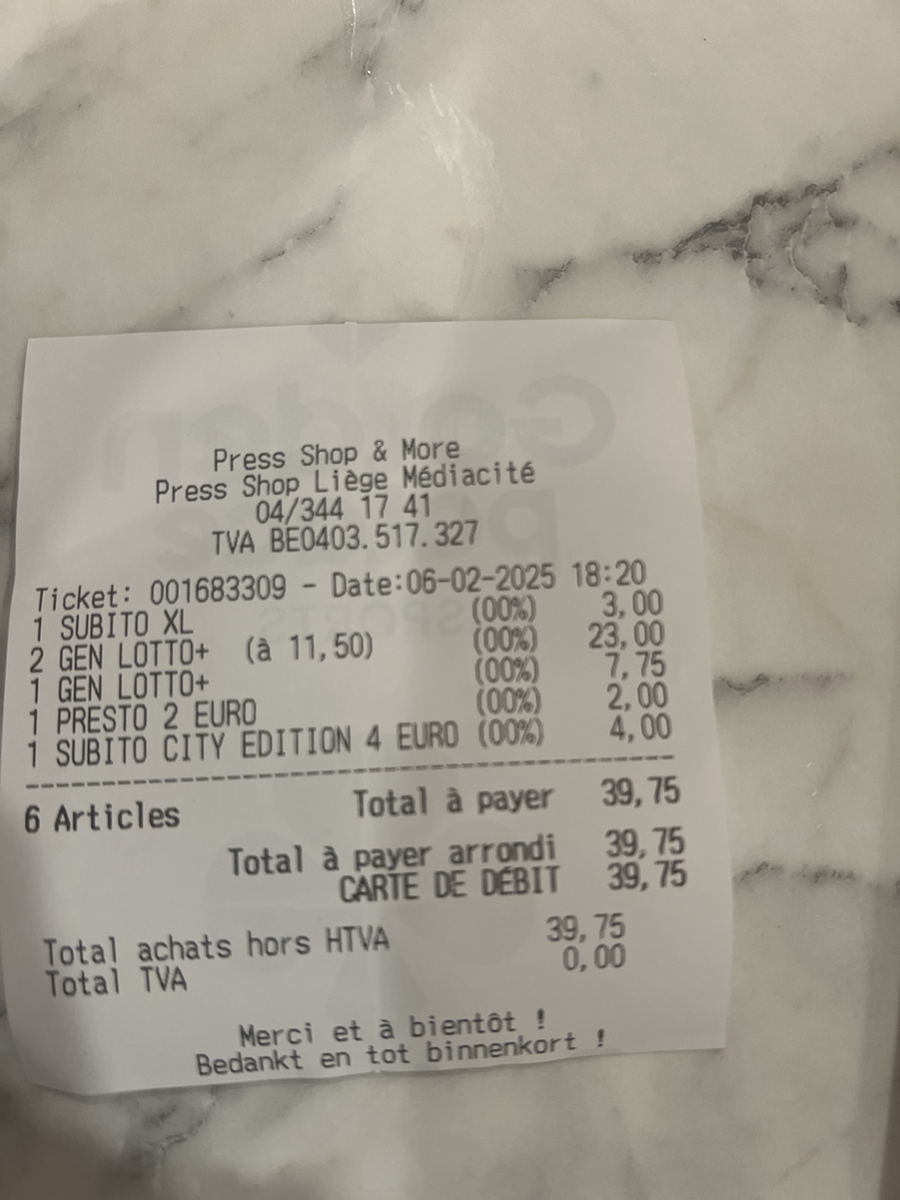 Press Shop & More
Press Shop Liège Médiacité
04/344 17 41
TVA BE0403.517.327
Ticket: 001683309 - Date:06-02-2025 18:20
1 SUBITO XL (00%) 3,00
2 GEN LOTTO+ (à 11,50) (00%) 23,00
1 GEN LOTTO+ (00%) 7,75
1 PRESTO 2 EURO (00%) 2,00
1 SUBITO CITY EDITION 4 EURO (00%) 4,00
6 Articles Total à payer 39,75
Total à payer arrondi 39,75
CARTE DE DÉBIT 39,75
Total achats hors HTVA 39,75
Total TVA 0,00
Merci et à bientôt !
Bedankt en tot binnenkort !